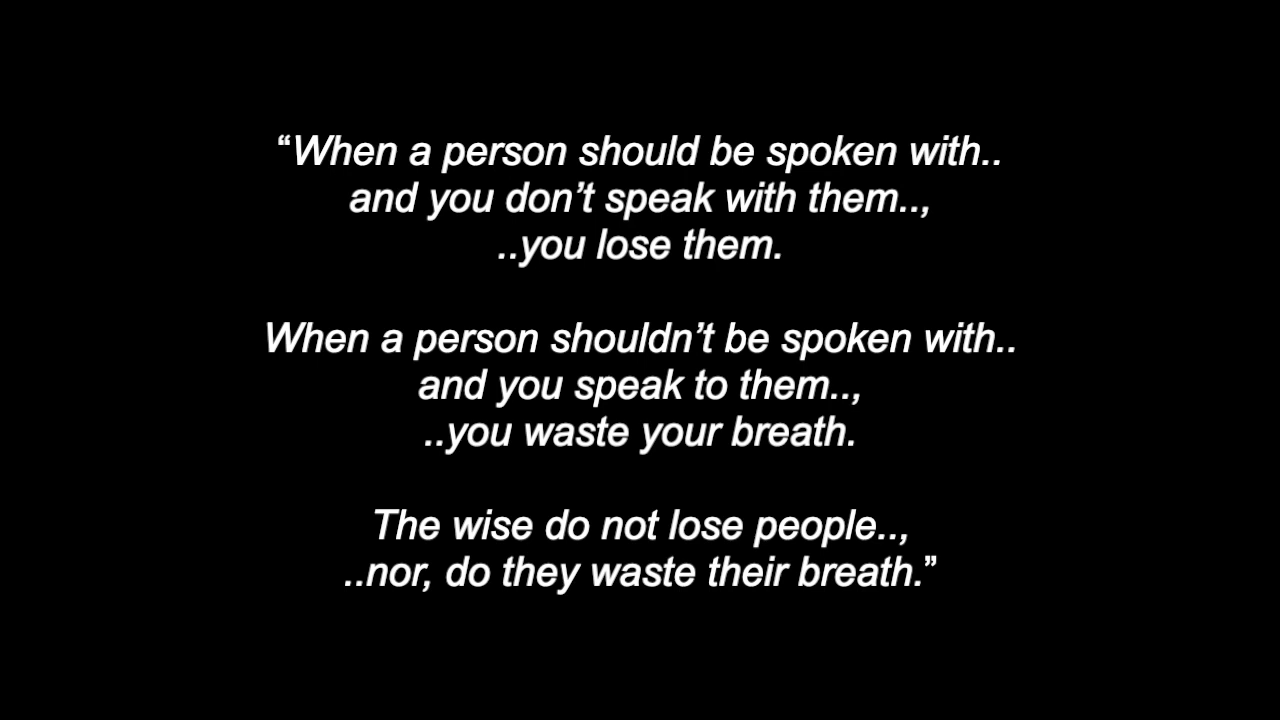 “When a person should be spoken with..
and you don’t speak with them..,
..you lose them.
When a person shouldn’t be spoken with..
and you speak to them..,
..you waste your breath.
The wise do not lose people..,
..nor, do they waste their breath.”